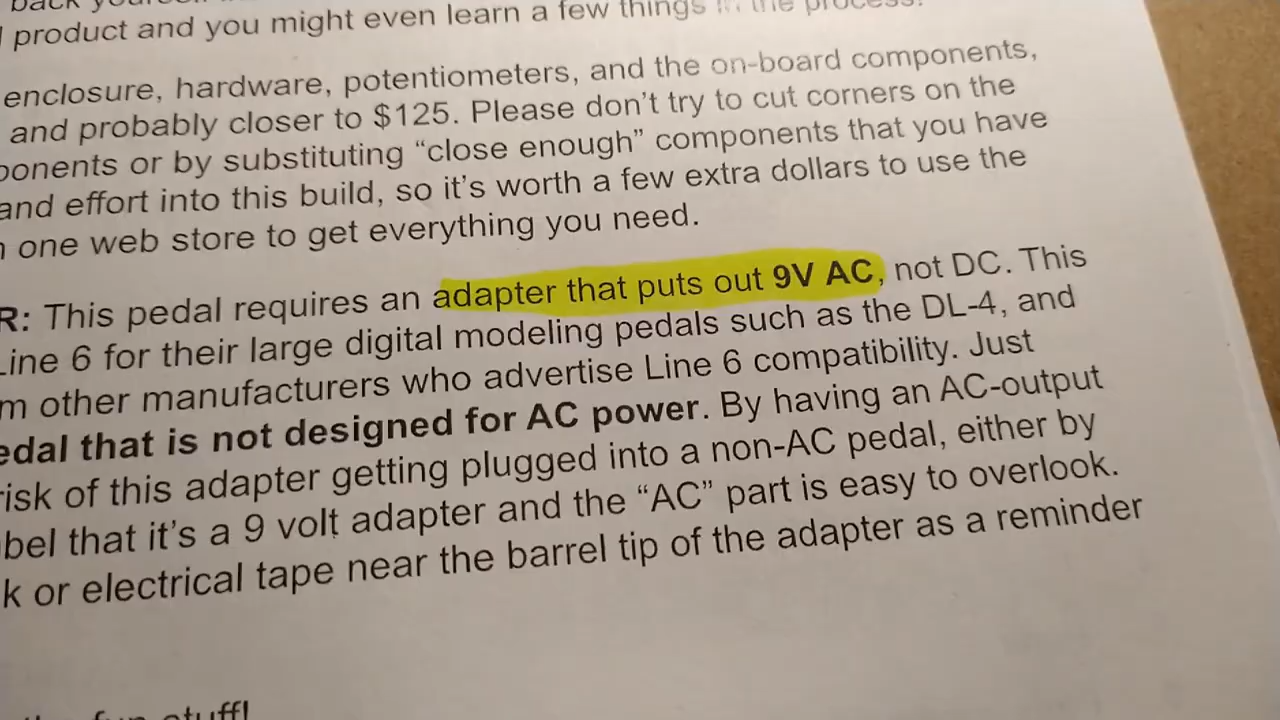 product and you might even learn a few things in the process.
enclosure, hardware, potentiometers, and the on-board components,
and probably closer to $125. Please don’t try to cut corners on the
ponents or by substituting “close enough” components that you have
and effort into this build, so it’s worth a few extra dollars to use the
one web store to get everything you need.
R: This pedal requires an adapter that puts out 9V AC, not DC. This
Line 6 for their large digital modeling pedals such as the DL-4, and
m other manufacturers who advertise Line 6 compatibility. Just
edal that is not designed for AC power. By having an AC-output
risk of this adapter getting plugged into a non-AC pedal, either by
bel that it’s a 9 volt adapter and the “AC” part is easy to overlook.
k or electrical tape near the barrel tip of the adapter as a reminder
fun stuff!